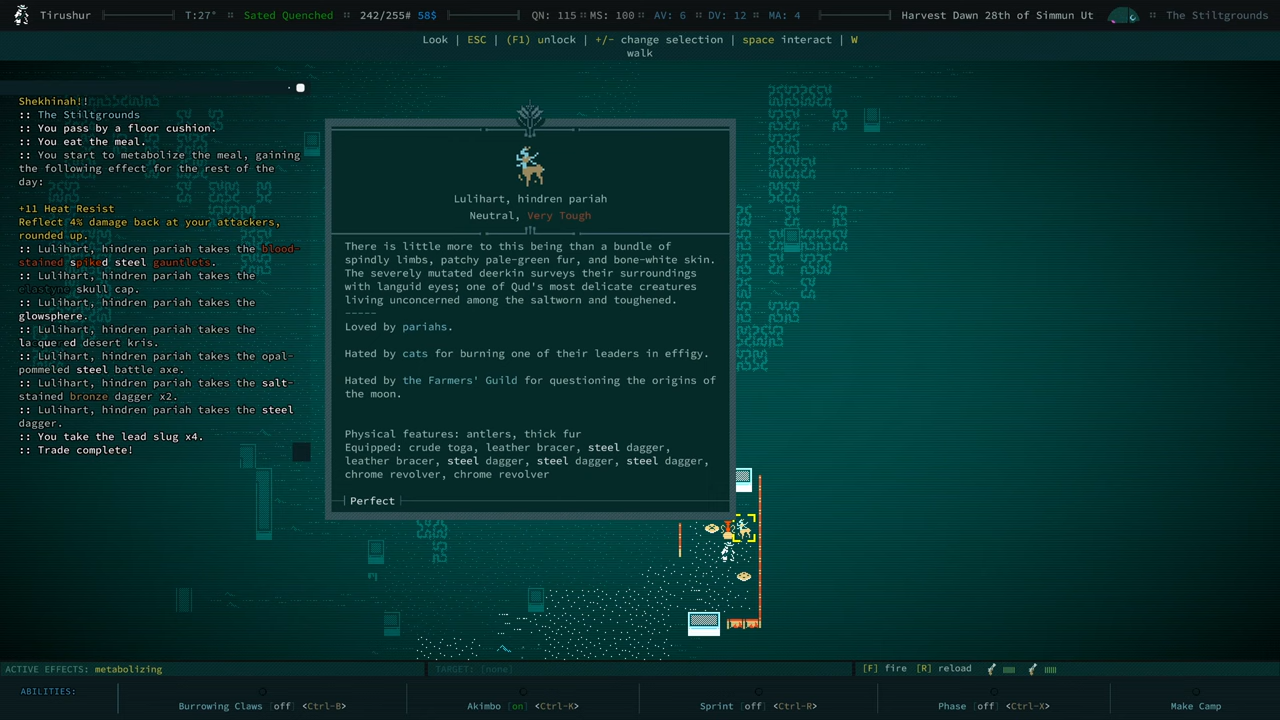 Tirushur T:27° :: Sated Quenched :: 242/255# 58$ QN: 115 :: MS: 100 :: AV: 6 :: DV: 12 :: MA: 4 Harvest Dawn 28th of Simmun Ut :: The Stiltgrounds
Look | ESC | (F1) unlock | +/- change selection | space interact | W
walk
Shekhinah!!
:: The Stiltgrounds
:: You pass by a floor cushion.
:: You eat the meal.
:: You start to metabolize the meal, gaining
the following effect for the rest of the
day:
+11 Heat Resist
Reflect 4% damage back at your attackers,
rounded up.
:: Lulihart, hindren pariah takes the blood-
stained spiked steel gauntlets.
:: Lulihart, hindren pariah takes the
elastyne skull cap.
:: Lulihart, hindren pariah takes the
glowsphere.
:: Lulihart, hindren pariah takes the
lacquered desert kris.
:: Lulihart, hindren pariah takes the opal-
pommeled steel battle axe.
:: Lulihart, hindren pariah takes the salt-
stained bronze dagger x2.
:: Lulihart, hindren pariah takes the steel
dagger.
:: You take the lead slug x4.
:: Trade complete!
Lulihart, hindren pariah
Neutral, Very Tough
There is little more to this being than a bundle of
spindly limbs, patchy pale-green fur, and bone-white skin.
The severely mutated deerkin surveys their surroundings
with languid eyes; one of Qud's most delicate creatures
living unconcerned among the saltworn and toughened.
-----
Loved by pariahs.
Hated by cats for burning one of their leaders in effigy.
Hated by the Farmers' Guild for questioning the origins of
the moon.
Physical features: antlers, thick fur
Equipped: crude toga, leather bracer, steel dagger,
leather bracer, steel dagger, steel dagger, steel dagger,
chrome revolver, chrome revolver
Perfect
ACTIVE EFFECTS: metabolizing TARGET: [none] [F] fire [R] reload
ABILITIES: Burrowing Claws [off] <Ctrl-B> Akimbo [on] <Ctrl-K> Sprint [off] <Ctrl-R> Phase [off] <Ctrl-X> Make Camp